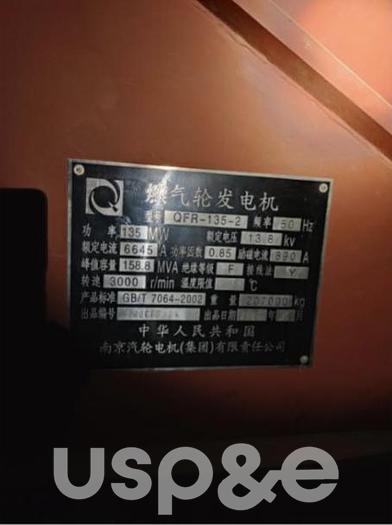 燃气轮发电机
型号 QFR-135-2 频率 50 Hz
功率 135 MW 额定电压 13.8 kv
额定电流 6645 A 功率因数 0.85 励磁电流 890 A
峰值容量 158.8 MVA 绝缘等级 F 接线法 Y
转速 3000 r/min 温度限值 ℃
产品标准 GB/T 7064-2002 重量 207000 kg
出品编号 出品日期 年 月
中华人民共和国
南京汽轮电机(集团)有限责任公司
usp&e